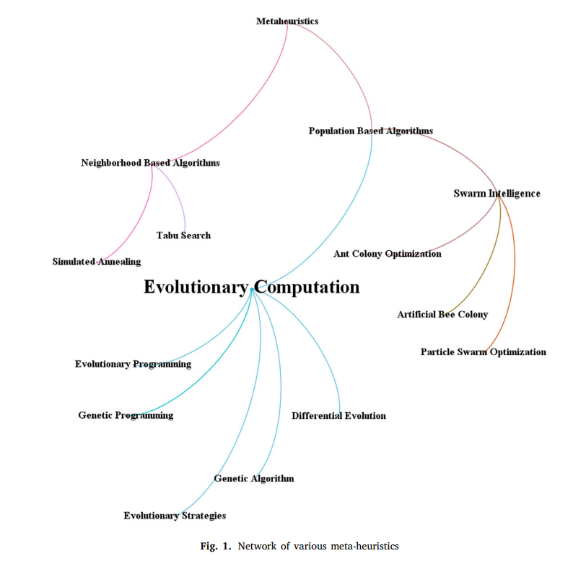 Metaheuristics
Population Based Algorithms
Neighborhood Based Algorithms
Swarm Intelligence
Tabu Search
Ant Colony Optimization
Simulated Annealing
Evolutionary Computation
Artificial Bee Colony
Particle Swarm Optimization
Evolutionary Programming
Genetic Programming
Differential Evolution
Genetic Algorithm
Evolutionary Strategies
Fig. 1. Network of various meta-heuristics